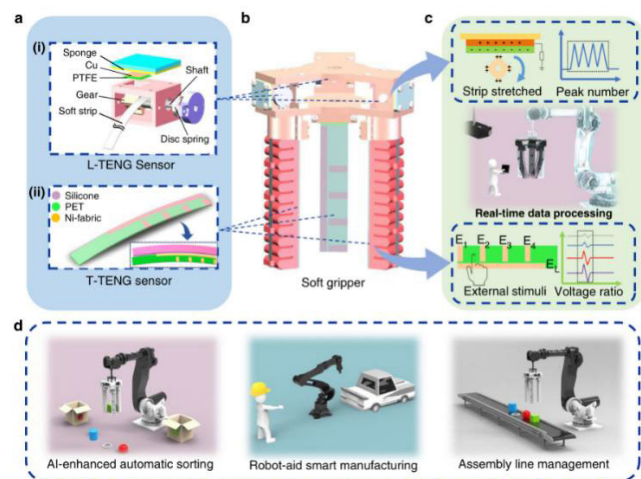 a
(i)
Sponge
Cu
PTFE
Shaft
Gear
Soft strip
Disc spring
L-TENG Sensor
(ii)
Silicone
PET
Ni-fabric
T-TENG sensor
b
Soft gripper
c
Strip stretched
Peak number
Real-time data processing
E1 E2 E3 E4
EL
External stimuli
Voltage ratio
d
AI-enhanced automatic sorting
Robot-aid smart manufacturing
Assembly line management